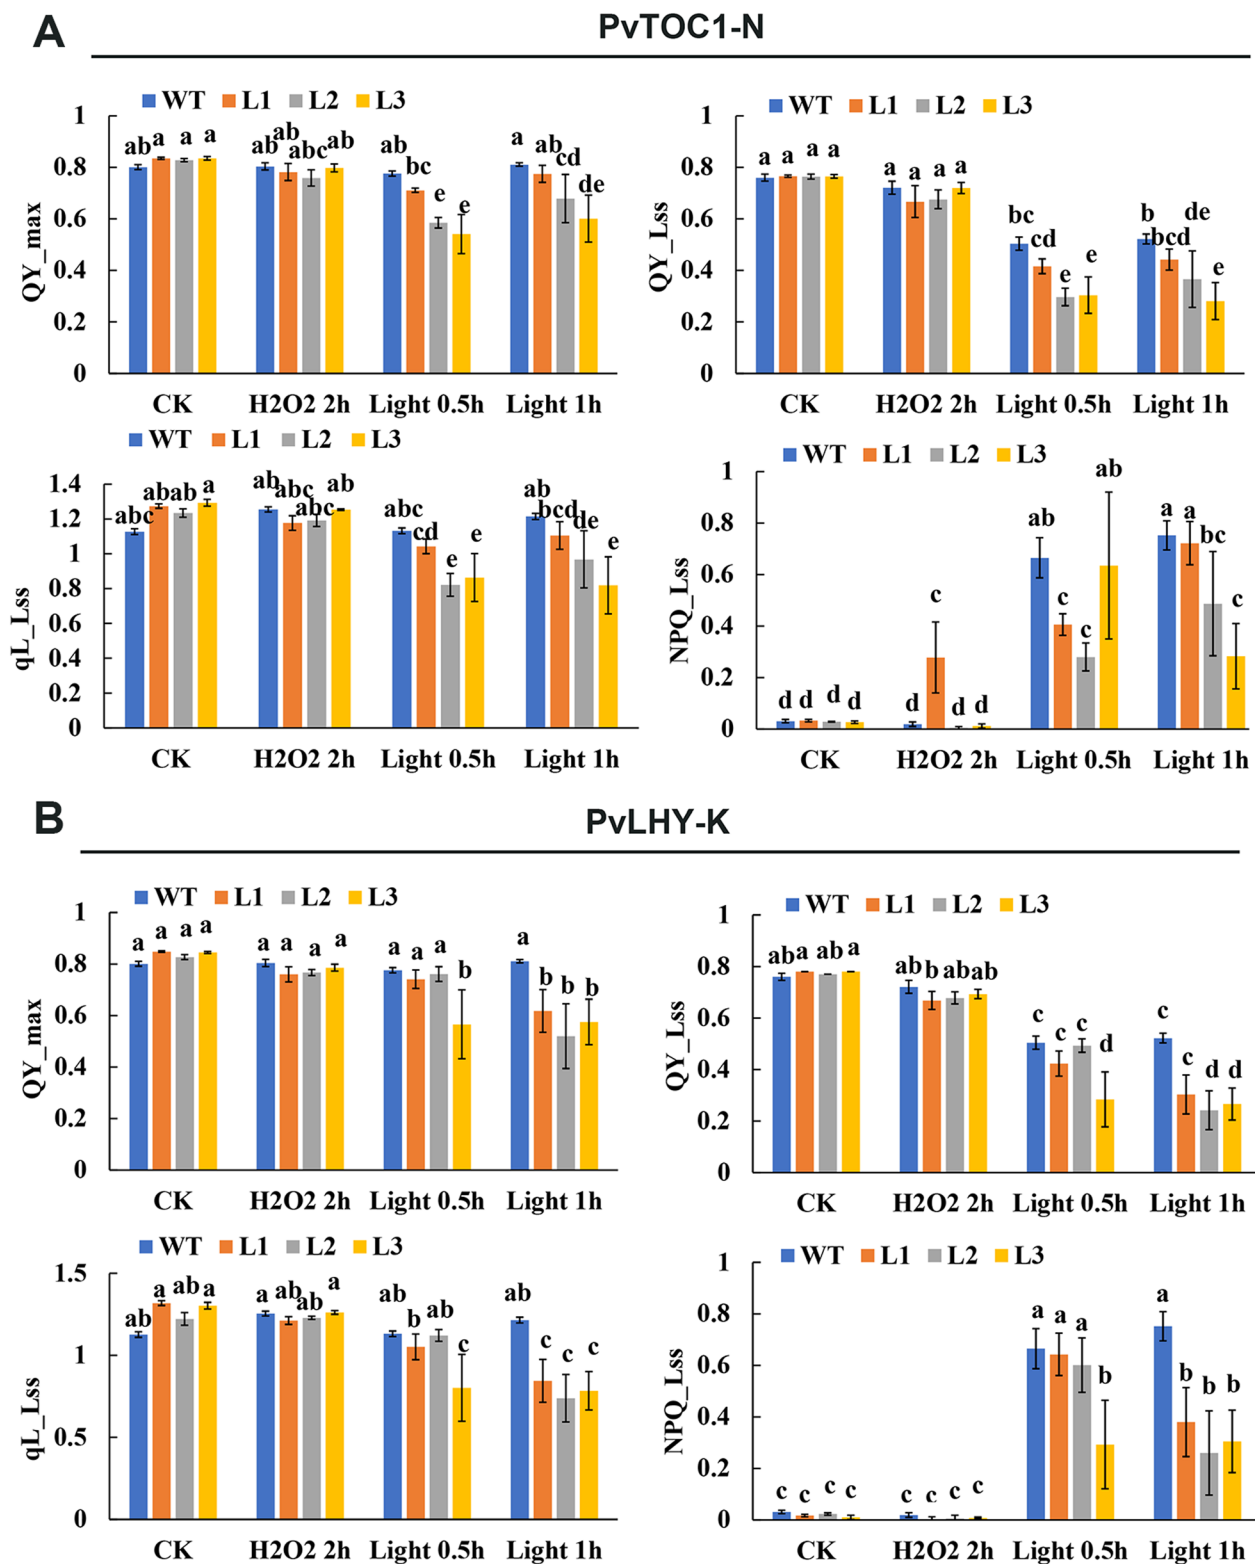 A
PvTOC1-N
WT L1 L2 L3
QY_max
1
0.8
0.6
0.4
0.2
0
ab a a a
ab ab abc ab
ab bc e e
a ab cd de
CK H2O2 2h Light 0.5h Light 1h
WT L1 L2 L3
QY_Lss
1
0.8
0.6
0.4
0.2
0
a a a a
a a a a
bc cd e e
b bcd de e
CK H2O2 2h Light 0.5h Light 1h
WT L1 L2 L3
qL_Lss
1.4
1.2
1
0.8
0.6
0.4
0.2
0
abc ab ab a
ab abc abc ab
abc cd e e
ab bcd de e
CK H2O2 2h Light 0.5h Light 1h
WT L1 L2 L3
NPQ_Lss
1
0.8
0.6
0.4
0.2
0
d d d d
d c d d
ab c c ab
a a bc c
CK H2O2 2h Light 0.5h Light 1h
B
PvLHY-K
WT L1 L2 L3
QY_max
1
0.8
0.6
0.4
0.2
0
a a a a
a a a a
a a a b
a b b b
CK H2O2 2h Light 0.5h Light 1h
WT L1 L2 L3
QY_Lss
1
0.8
0.6
0.4
0.2
0
ab a ab a
ab b ab ab
c c c d
c c d d
CK H2O2 2h Light 0.5h Light 1h
WT L1 L2 L3
qL_Lss
1.5
1
0.5
0
ab a ab a
a ab ab a
ab b ab c
ab c c c
CK H2O2 2h Light 0.5h Light 1h
WT L1 L2 L3
NPQ_Lss
1
0.8
0.6
0.4
0.2
0
c c c c
c c c c
a a a b
a b b b
CK H2O2 2h Light 0.5h Light 1h